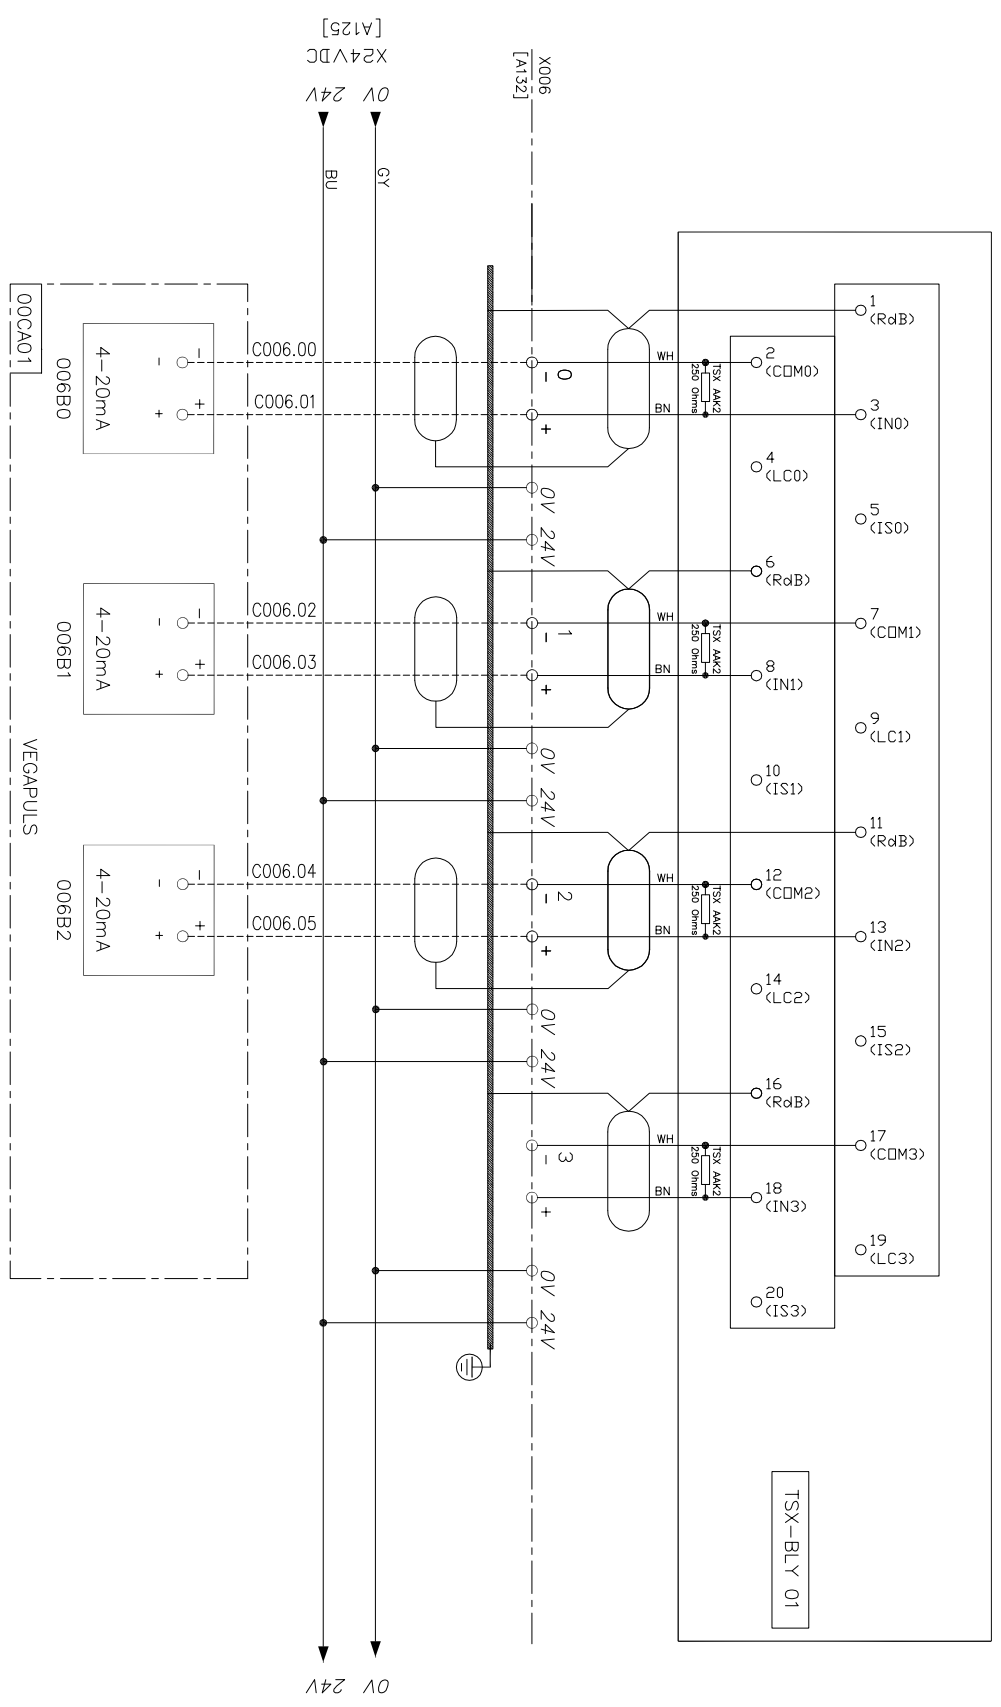 X24VDC
[A125]
0V
24V
X006
[A132]
GY
BU
1
(RdB)
2
(COM0)
3
(IN0)
4
(LC0)
5
(IS0)
6
(RdB)
7
(COM1)
8
(IN1)
9
(LC1)
10
(IS1)
11
(RdB)
12
(COM2)
13
(IN2)
14
(LC2)
15
(IS2)
16
(RdB)
17
(COM3)
18
(IN3)
19
(LC3)
20
(IS3)
TSX-BLY 01
TSX AAK2
250 Ohms
WH
BN
TSX AAK2
250 Ohms
WH
BN
TSX AAK2
250 Ohms
WH
BN
TSX AAK2
250 Ohms
WH
BN
0
-
+
0V
24V
1
-
+
0V
24V
2
-
+
0V
24V
3
-
+
0V
24V
C006.00
C006.01
C006.02
C006.03
C006.04
C006.05
00CA01
- -
+ +
4-20mA
006B0
- -
+ +
4-20mA
006B1
- -
+ +
4-20mA
006B2
VEGAPULS
0V
24V